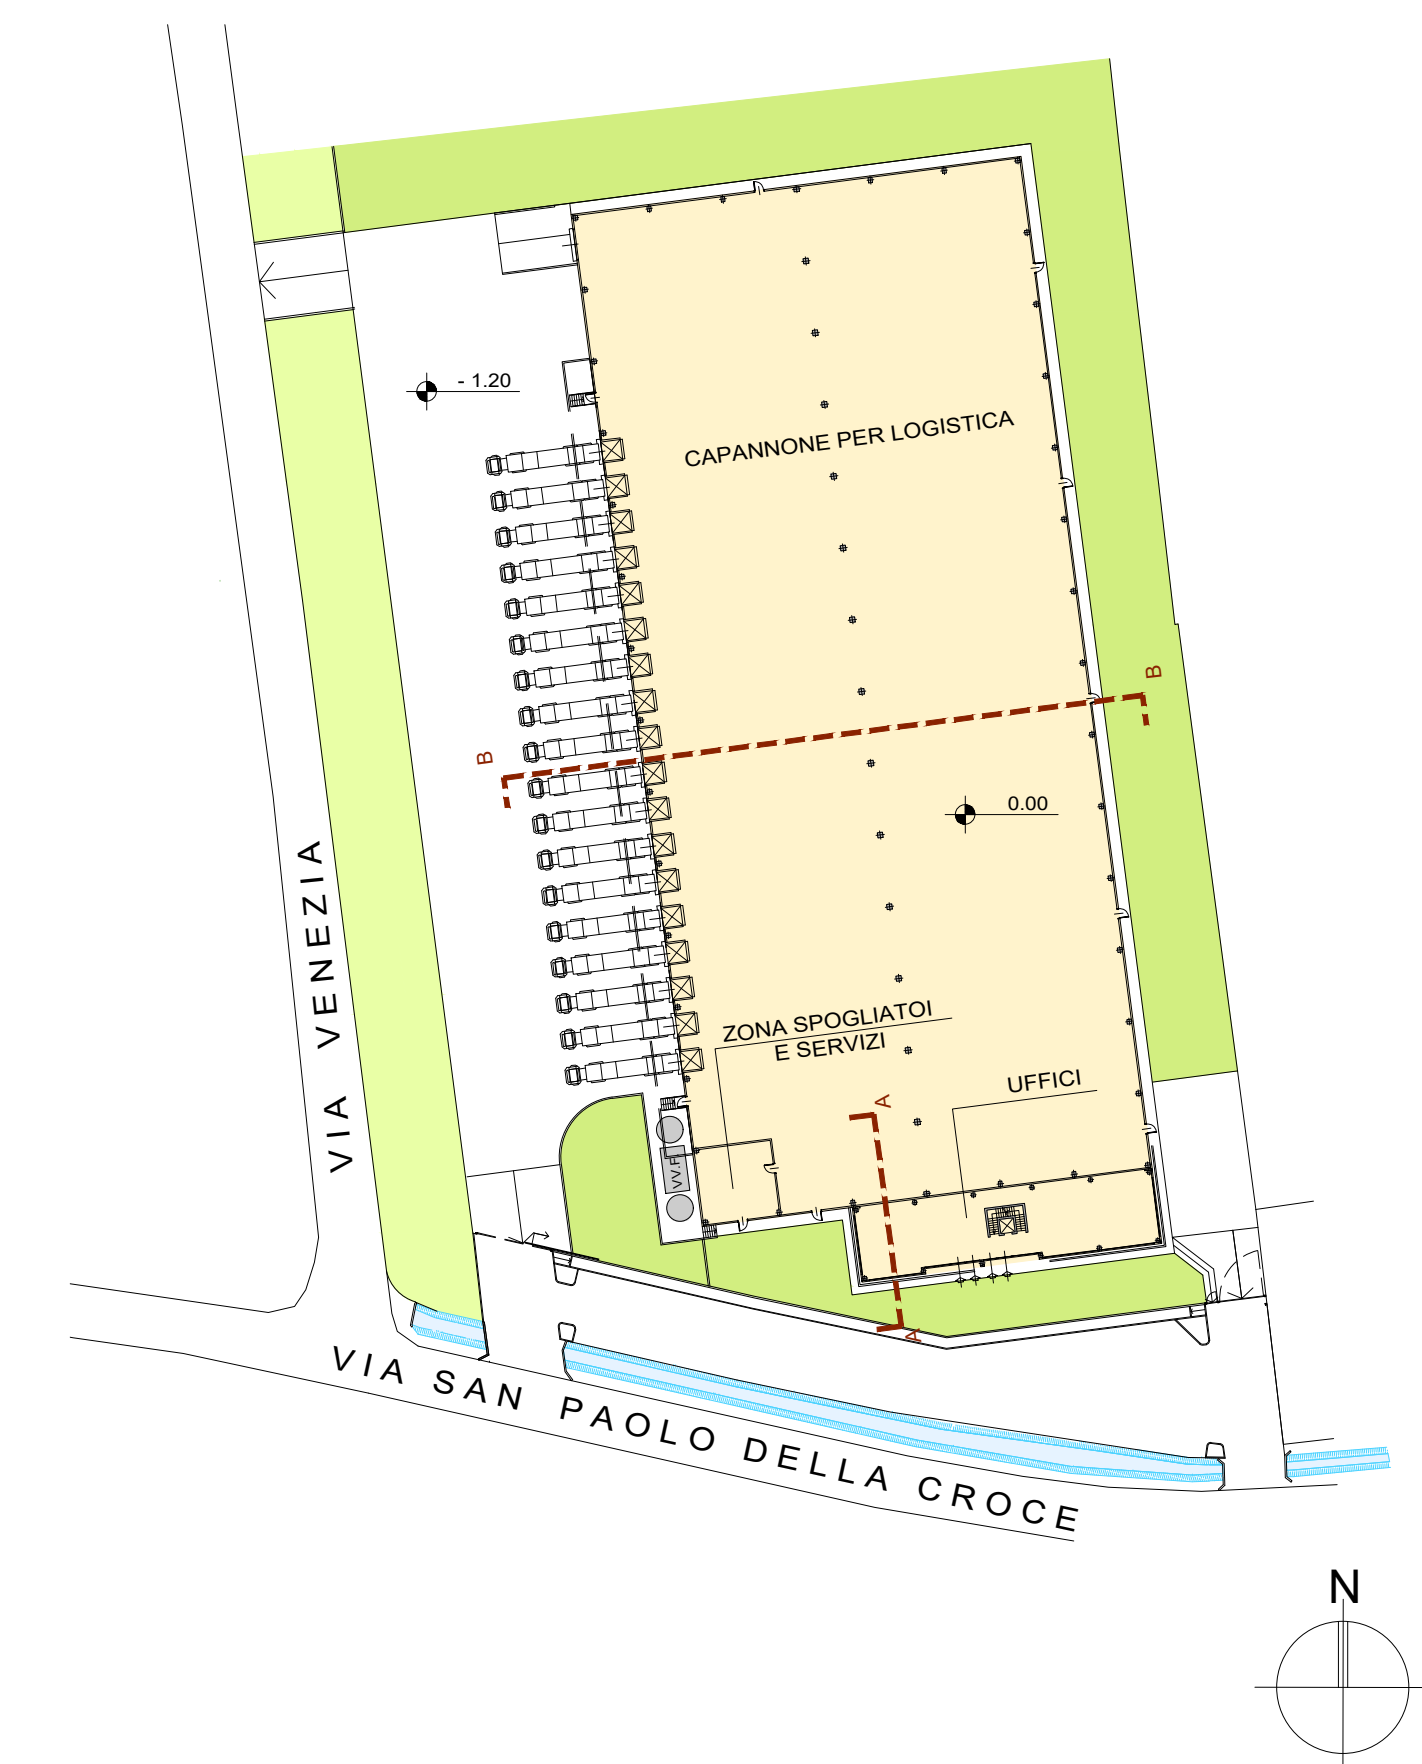 - 1.20
CAPANNONE PER LOGISTICA
B
B
0.00
VIA VENEZIA
ZONA SPOGLIATOI
E SERVIZI
UFFICI
A
VV.F.
A
VIA SAN PAOLO DELLA CROCE
N